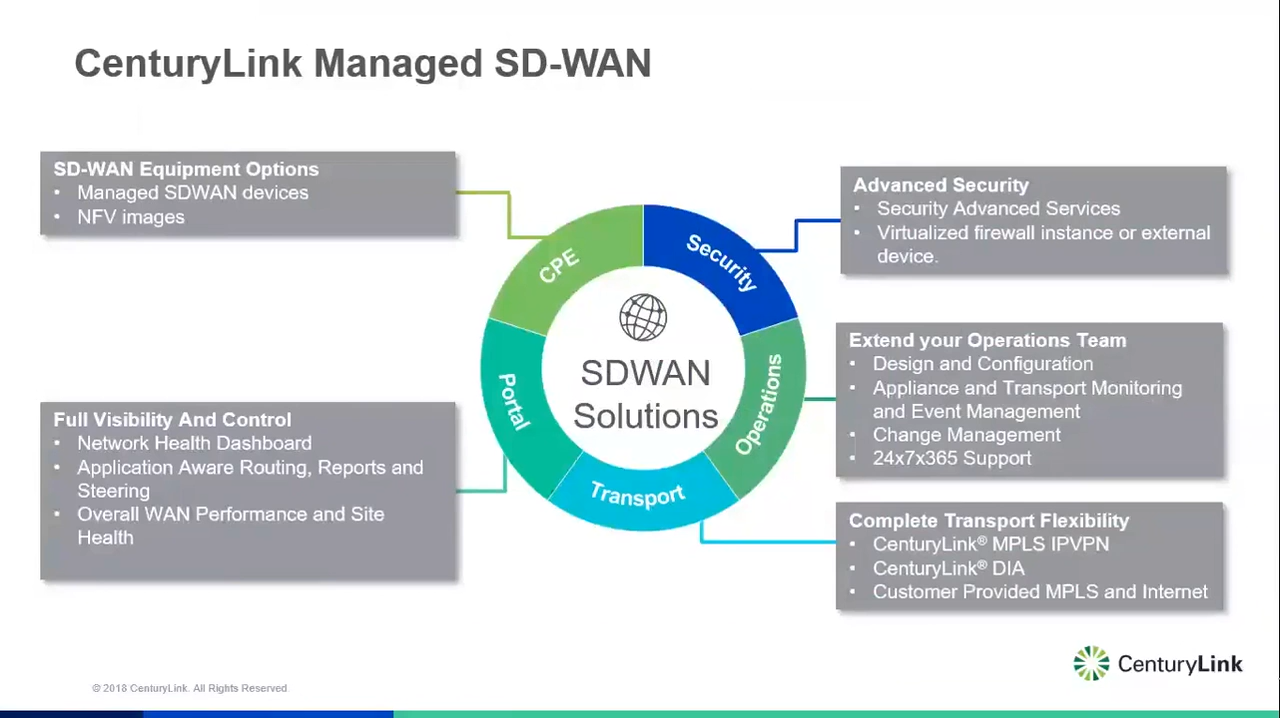 CenturyLink Managed SD-WAN
SD-WAN Equipment Options
• Managed SDWAN devices
• NFV images
Full Visibility And Control
• Network Health Dashboard
• Application Aware Routing, Reports and
Steering
• Overall WAN Performance and Site
Health
CPE
Security
Portal
Operations
Transport
SDWAN
Solutions
Advanced Security
• Security Advanced Services
• Virtualized firewall instance or external
device.
Extend your Operations Team
• Design and Configuration
• Appliance and Transport Monitoring
and Event Management
• Change Management
• 24x7x365 Support
Complete Transport Flexibility
• CenturyLink® MPLS IPVPN
• CenturyLink® DIA
• Customer Provided MPLS and Internet
© 2018 CenturyLink. All Rights Reserved.
CenturyLink